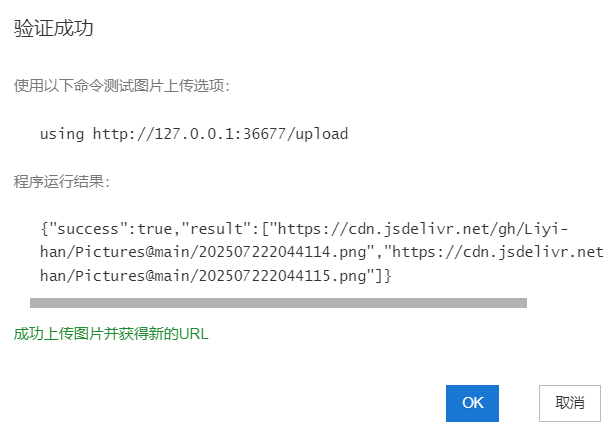 验证成功
使用以下命令测试图片上传选项:
using http://127.0.0.1:36677/upload
程序运行结果:
{"success":true,"result":["https://cdn.jsdelivr.net/gh/Liyi-
han/Pictures@main/202507222044114.png","https://cdn.jsdelivr.net
han/Pictures@main/202507222044115.png"]}
成功上传图片并获得新的URL
OK
取消